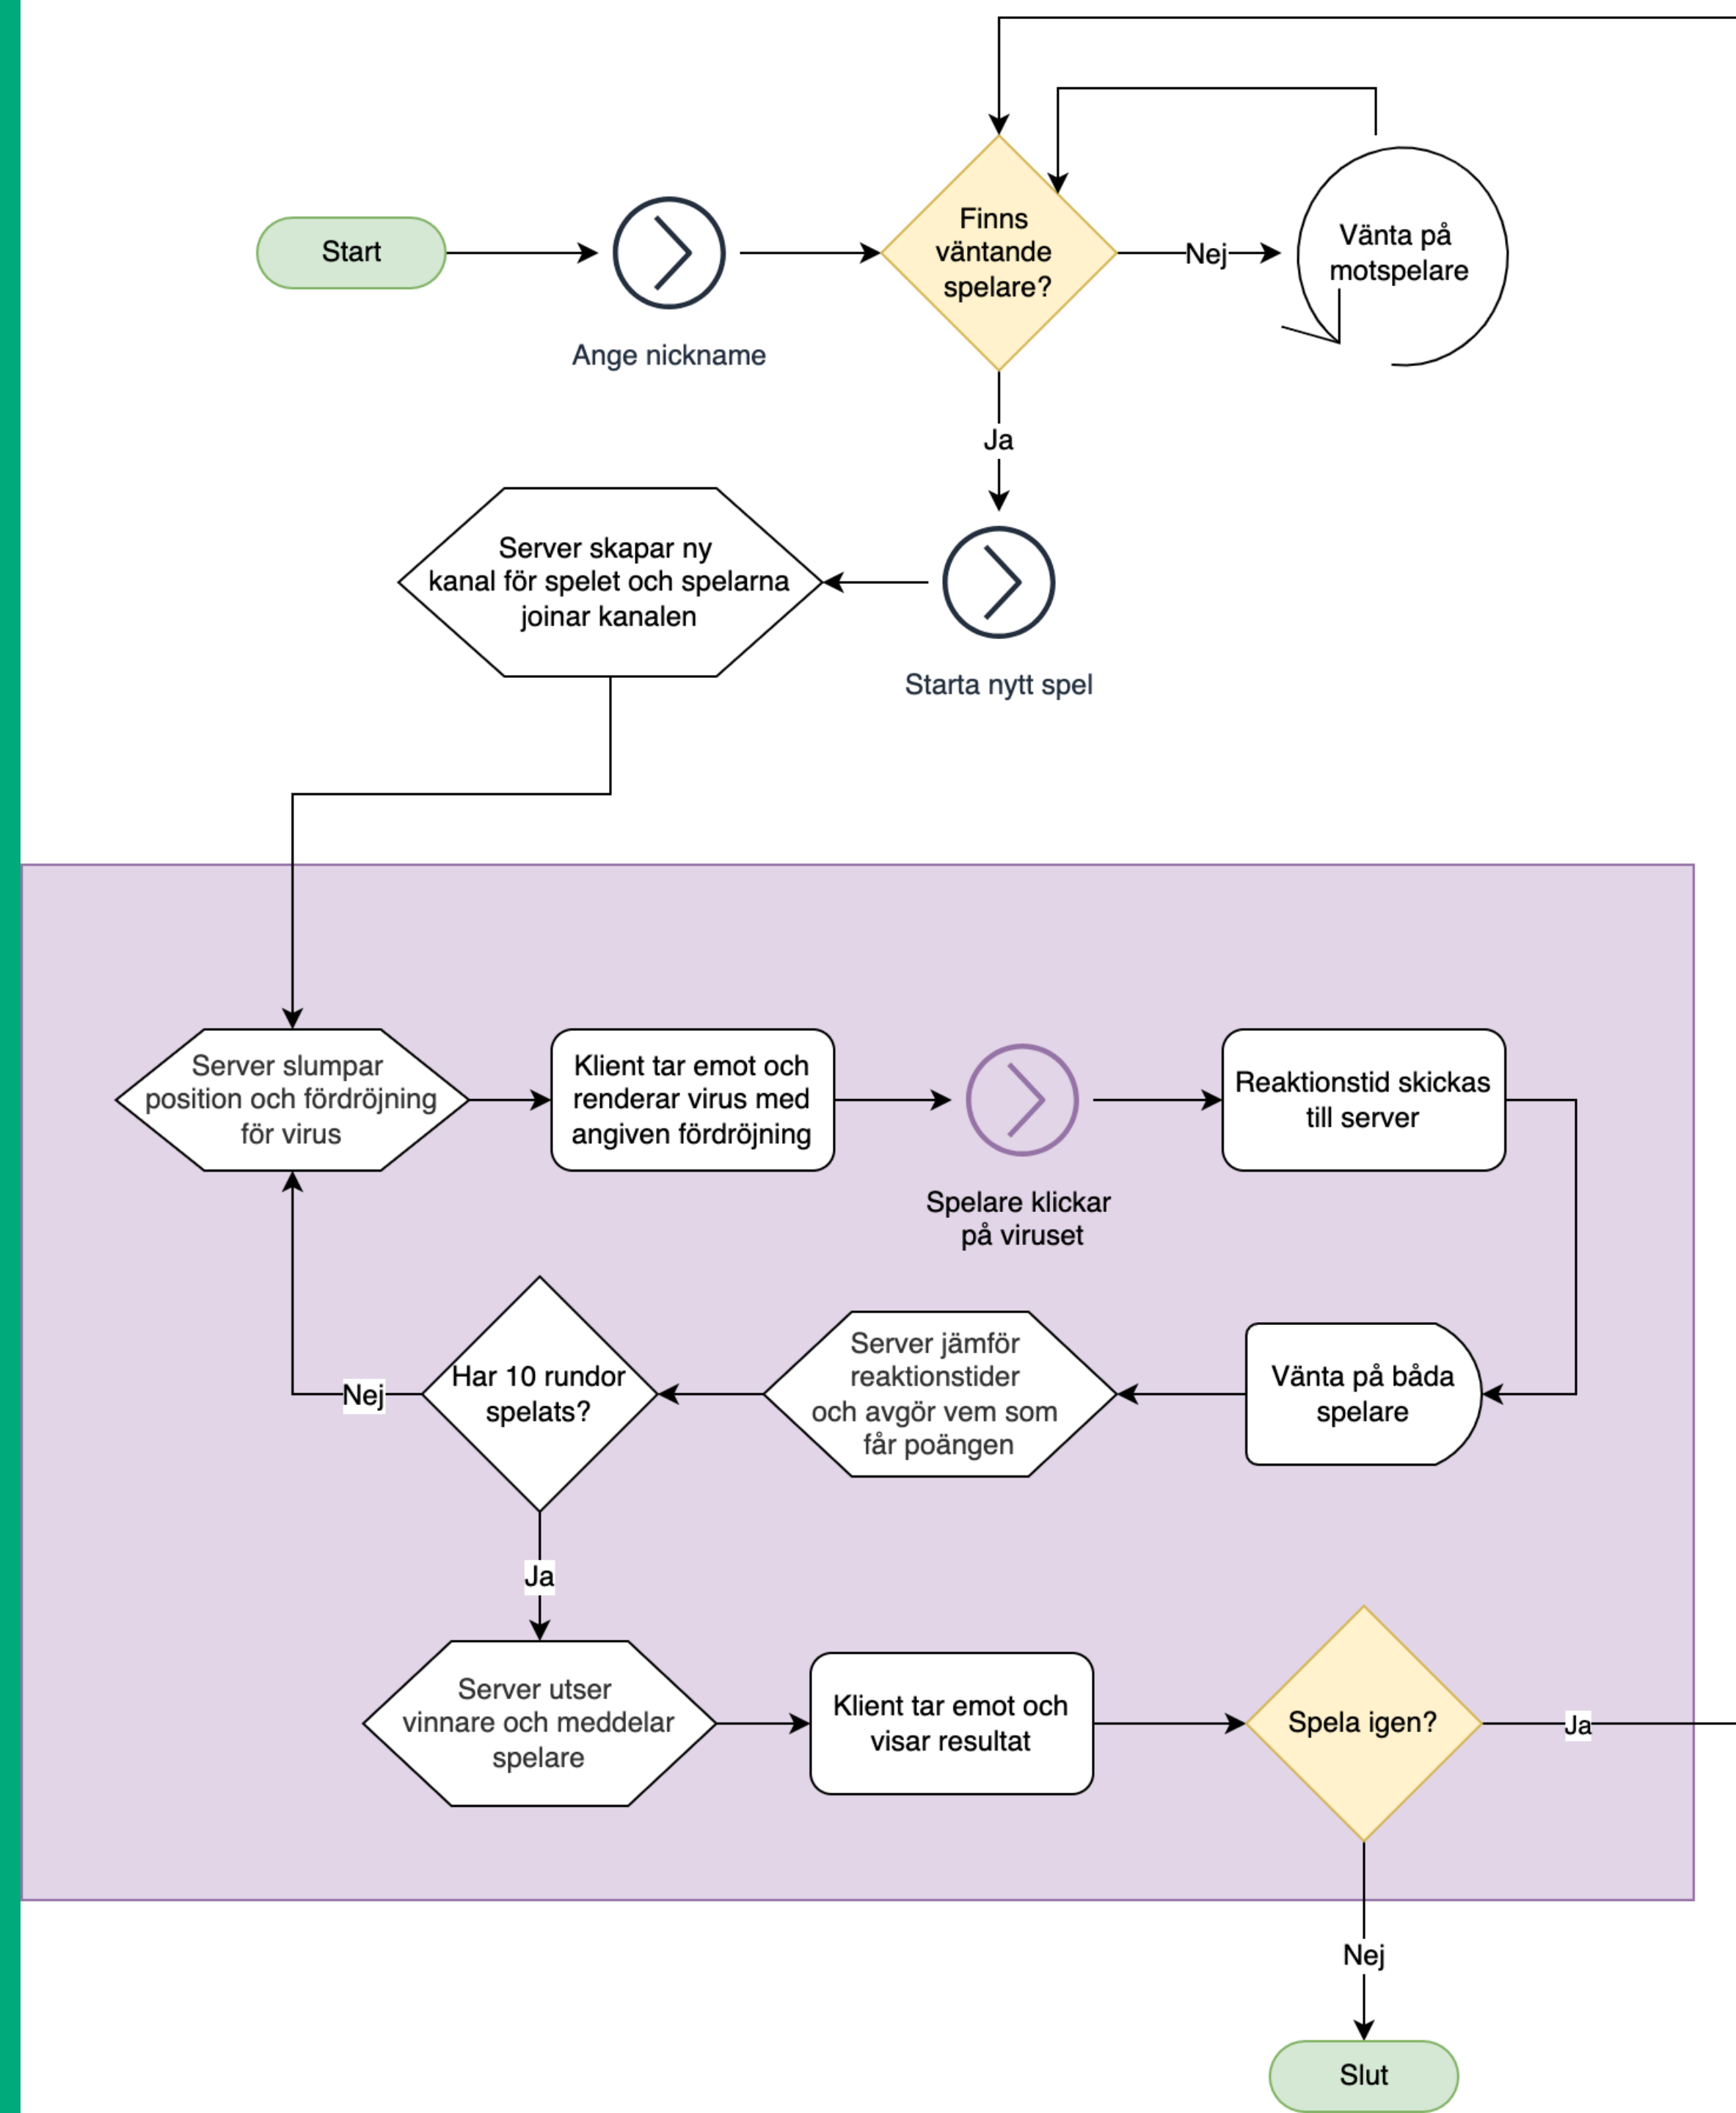 Start
Ange nickname
Finns
väntande
spelare?
Nej
Vänta på
motspelare
Ja
Server skapar ny
kanal för spelet och spelarna
joinar kanalen
Starta nytt spel
Server slumpar
position och fördröjning
för virus
Klient tar emot och
renderar virus med
angiven fördröjning
Spelare klickar
på viruset
Reaktionstid skickas
till server
Vänta på båda
spelare
Server jämför
reaktionstider
och avgör vem som
får poängen
Har 10 rundor
spelats?
Nej
Ja
Server utser
vinnare och meddelar
spelare
Klient tar emot och
visar resultat
Spela igen?
Ja
Nej
Slut